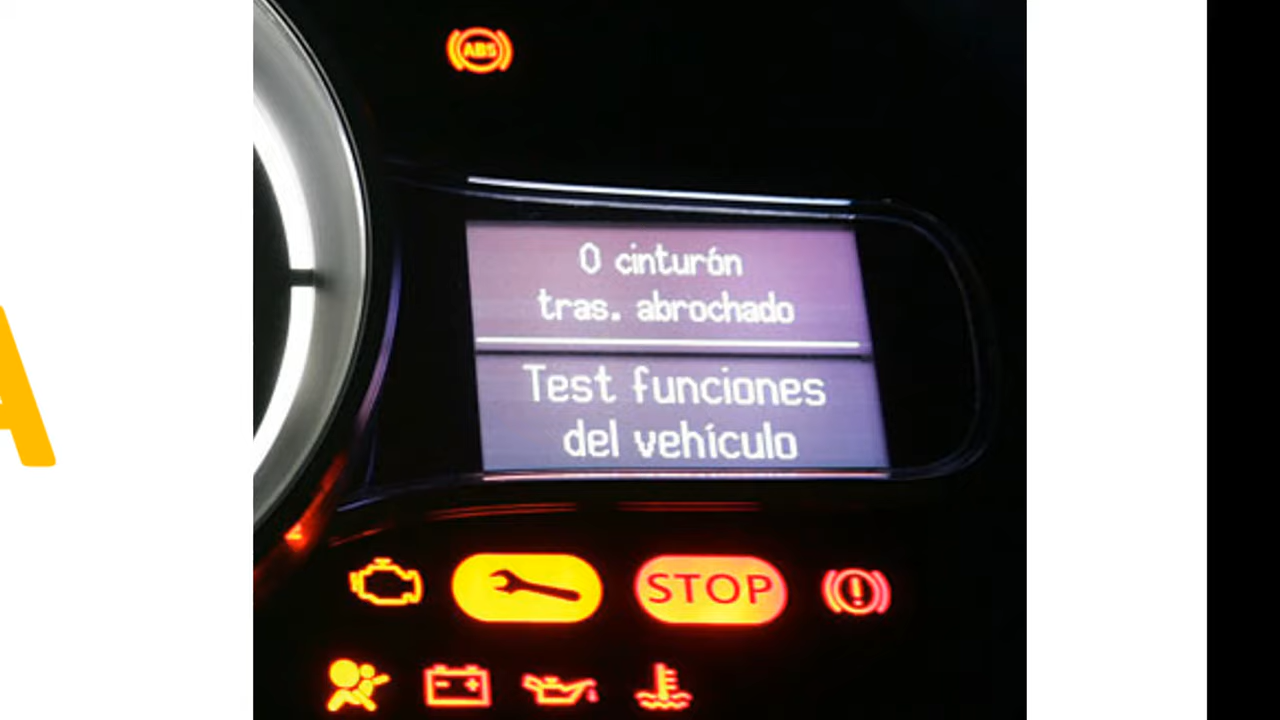 ABS
0 cinturón
tras. abrochado
Test funciones
del vehículo
STOP
A